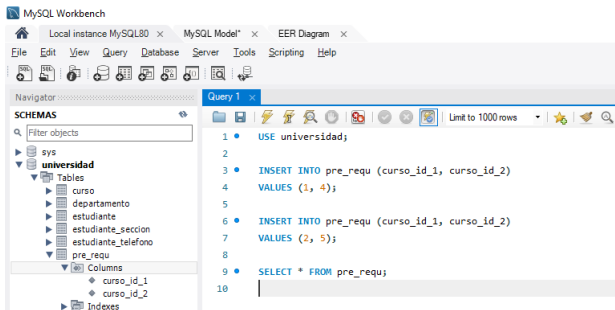 MySQL Workbench
Local instance MySQL80 × MySQL Model* × EER Diagram ×
File Edit View Query Database Server Tools Scripting Help
Navigator
Query 1 ×
SCHEMAS
Limit to 1000 rows
Filter objects
1 USE universidad;
sys
2
universidad
3 INSERT INTO pre_requ (curso_id_1, curso_id_2)
Tables
curso
4 VALUES (1, 4);
departamento
5
estudiante
6 INSERT INTO pre_requ (curso_id_1, curso_id_2)
estudiante_seccion
7 VALUES (2, 5);
estudiante_telefono
8
pre_requ
Columns
9 SELECT * FROM pre_requ;
curso_id_1
10
curso_id_2
Indexes